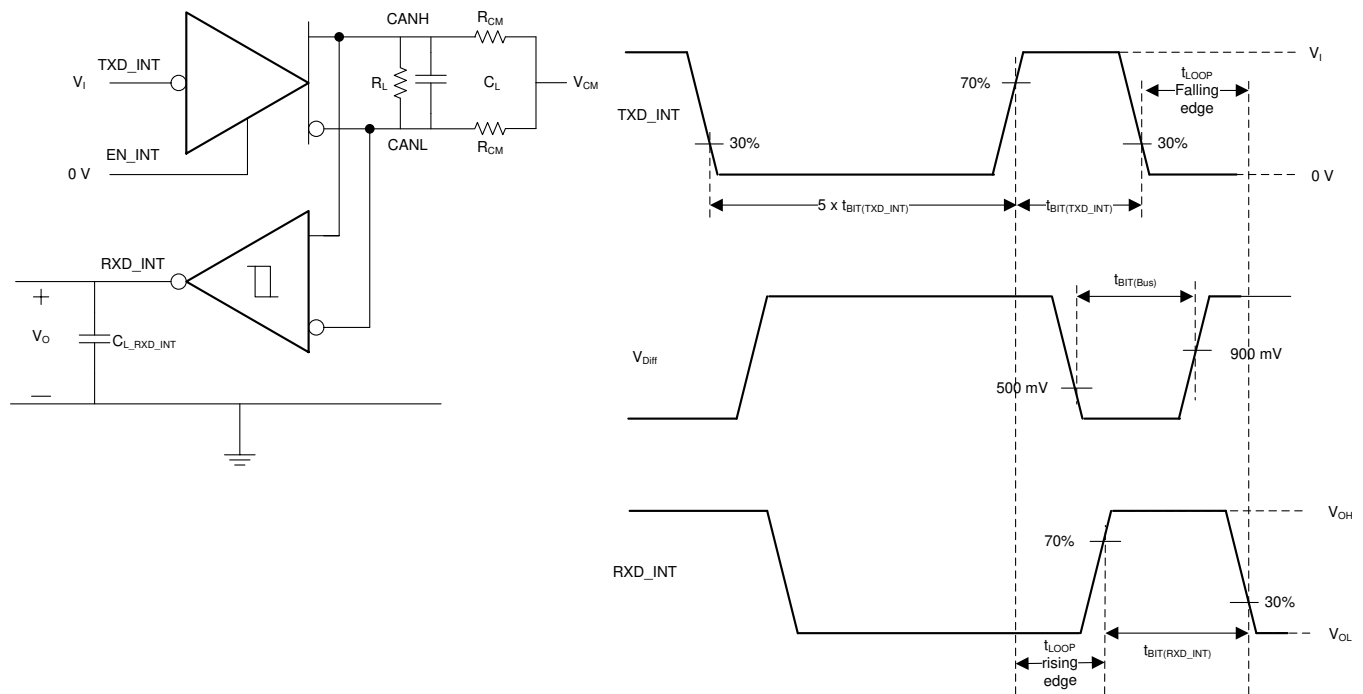 CANH
R_CM
TXD_INT
V_I
R_L
C_L
V_CM
CANL
R_CM
EN_INT
0 V
RXD_INT
+
V_O
C_L_RXD_INT
—
TXD_INT
30%
70%
V_I
t_LOOP
Falling
edge
30%
0 V
5 x t_BIT(TXD_INT)
t_BIT(TXD_INT)
t_BIT(Bus)
V_Diff
500 mV
900 mV
RXD_INT
70%
V_OH
30%
V_OL
t_LOOP
rising
edge
t_BIT(RXD_INT)